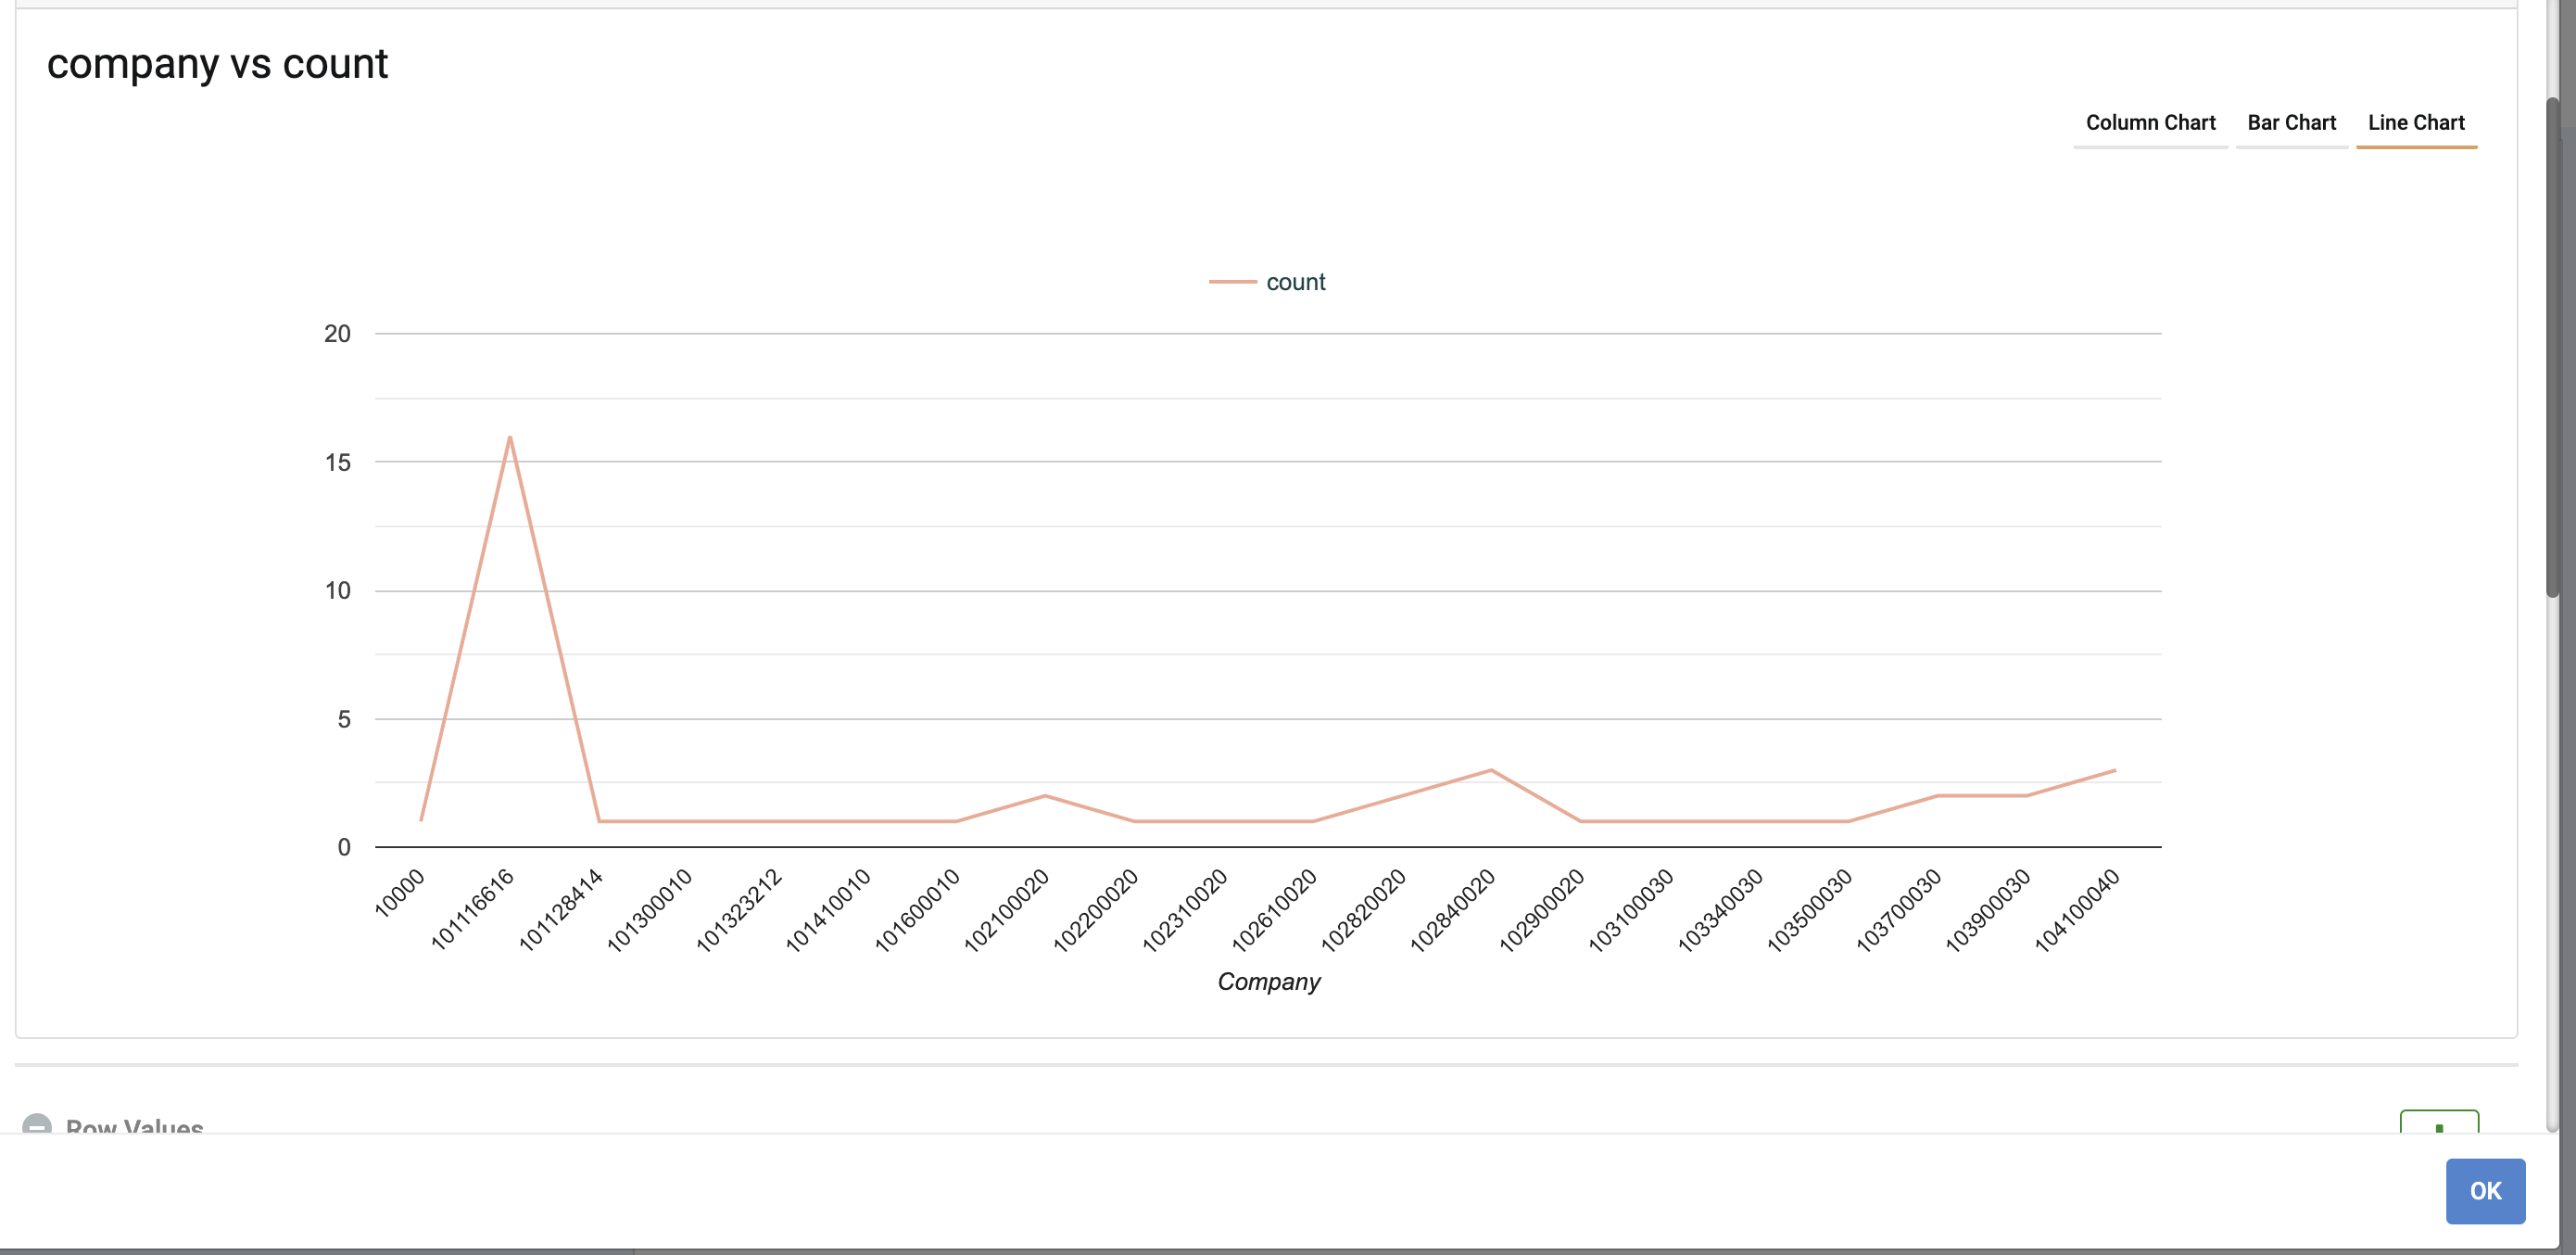 company vs count
Column Chart Bar Chart Line Chart
count
20
15
10
5
0
10000 101116616 101128414 101300010 101323212 101410010 101600010 102100020 102200020 102310020 102610020 102820020 102840020 102900020 103100030 103340030 103500030 103700030 103900030 104100040
Company
Row Values
OK